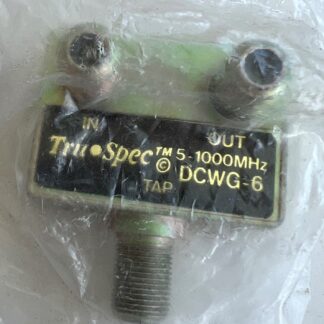 IN OUT
Tru•Spec™ 5-1000MHz
© DCWG-6
TAP